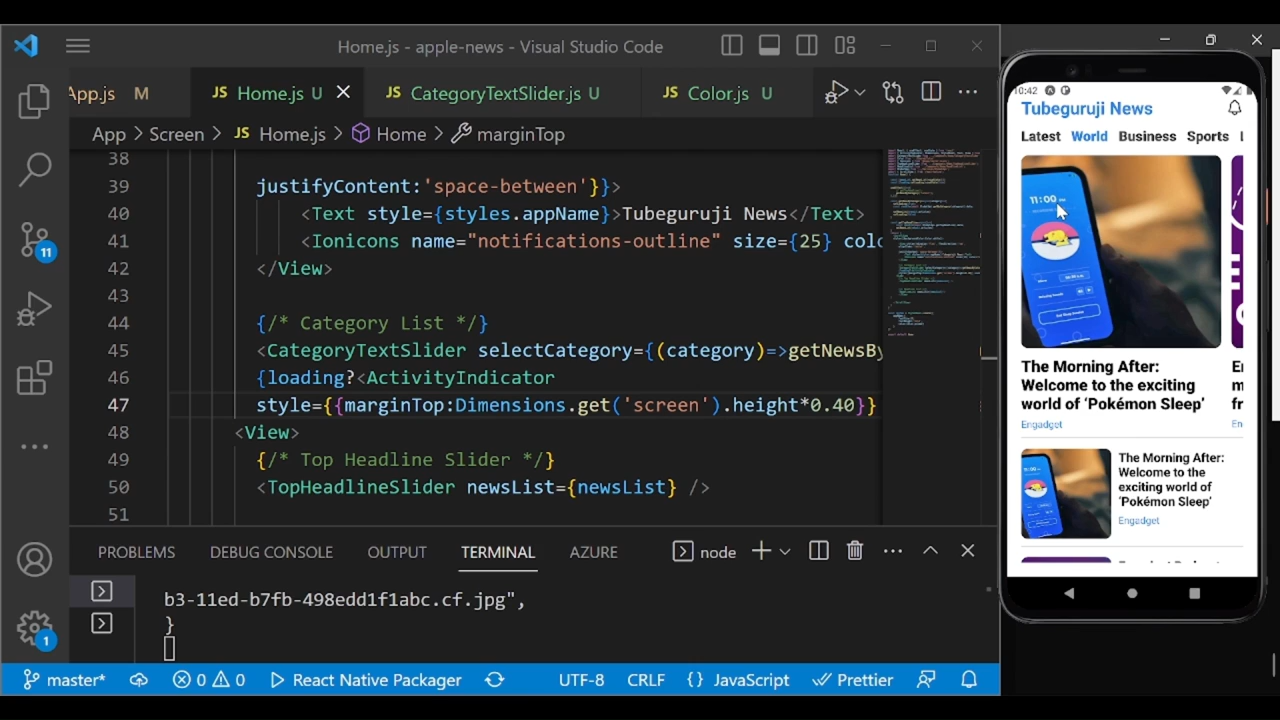 Home.js - apple-news - Visual Studio Code
App.js M
JS Home.js U
JS CategoryTextSlider.js U
JS Color.js U
App > Screen > JS Home.js > Home > marginTop
38
39 justifyContent:'space-between'}}>
40 <Text style={styles.appName}>Tubeguruji News</Text>
41 <Ionicons name="notifications-outline" size={25} colo
42 </View>
43
44 {/* Category List */}
45 <CategoryTextSlider selectCategory={(category)=>getNewsBy
46 {loading?<ActivityIndicator
47 style={{marginTop:Dimensions.get('screen').height*0.40}}
48 <View>
49 {/* Top Headline Slider */}
50 <TopHeadlineSlider newsList={newsList} />
51
11
PROBLEMS DEBUG CONSOLE OUTPUT TERMINAL AZURE
node
b3-11ed-b7fb-498edd1f1abc.cf.jpg",
}
1
master* 0 0 React Native Packager UTF-8 CRLF {} JavaScript Prettier
10:42
Tubeguruji News
Latest World Business Sports
11:00 PM
The Morning After:
Welcome to the exciting
world of ‘Pokémon Sleep’
Engadget
The Morning After:
Welcome to the
exciting world of
‘Pokémon Sleep’
Engadget